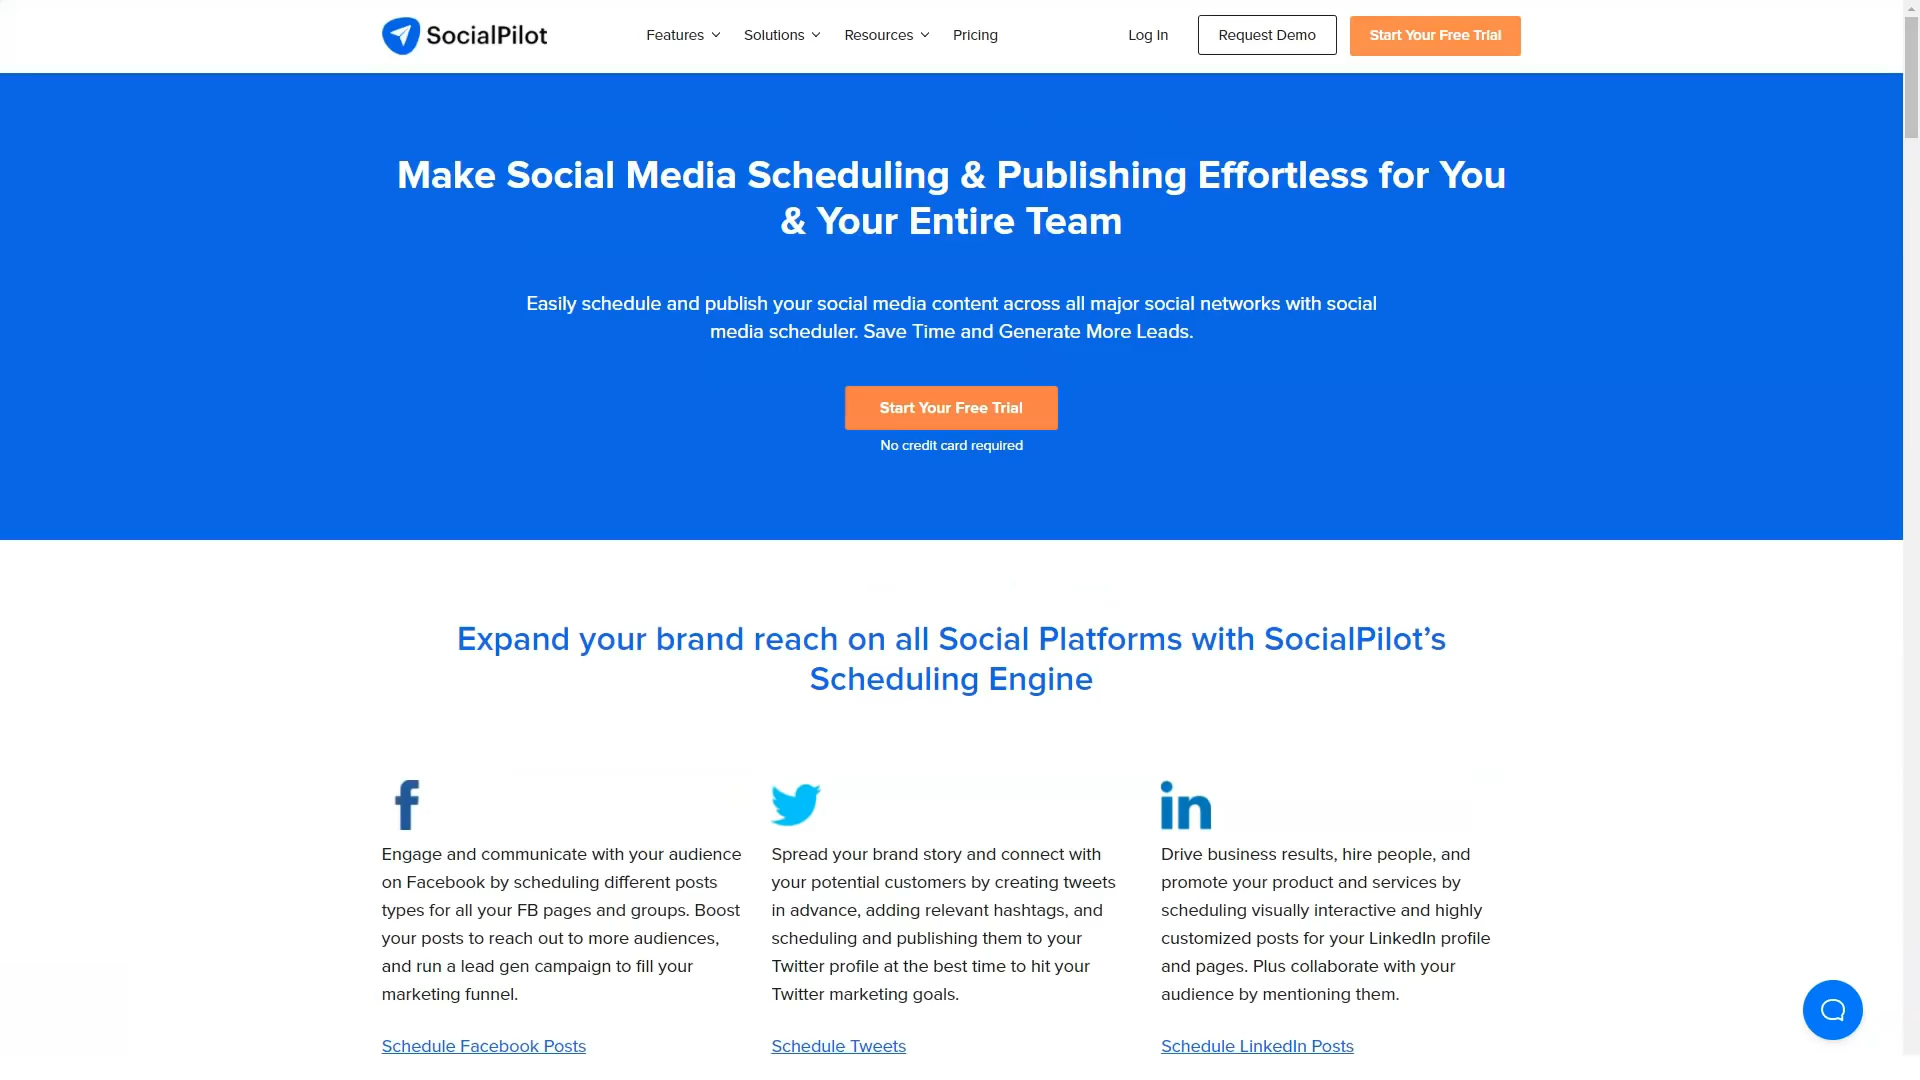 SocialPilot
Features
Solutions
Resources
Pricing
Log In
Request Demo
Start Your Free Trial
Make Social Media Scheduling & Publishing Effortless for You
& Your Entire Team
Easily schedule and publish your social media content across all major social networks with social
media scheduler. Save Time and Generate More Leads.
Start Your Free Trial
No credit card required
Expand your brand reach on all Social Platforms with SocialPilot’s
Scheduling Engine
Engage and communicate with your audience
on Facebook by scheduling different posts
types for all your FB pages and groups. Boost
your posts to reach out to more audiences,
and run a lead gen campaign to fill your
marketing funnel.
Schedule Facebook Posts
Spread your brand story and connect with
your potential customers by creating tweets
in advance, adding relevant hashtags, and
scheduling and publishing them to your
Twitter profile at the best time to hit your
Twitter marketing goals.
Schedule Tweets
Drive business results, hire people, and
promote your product and services by
scheduling visually interactive and highly
customized posts for your LinkedIn profile
and pages. Plus collaborate with your
audience by mentioning them.
Schedule LinkedIn Posts